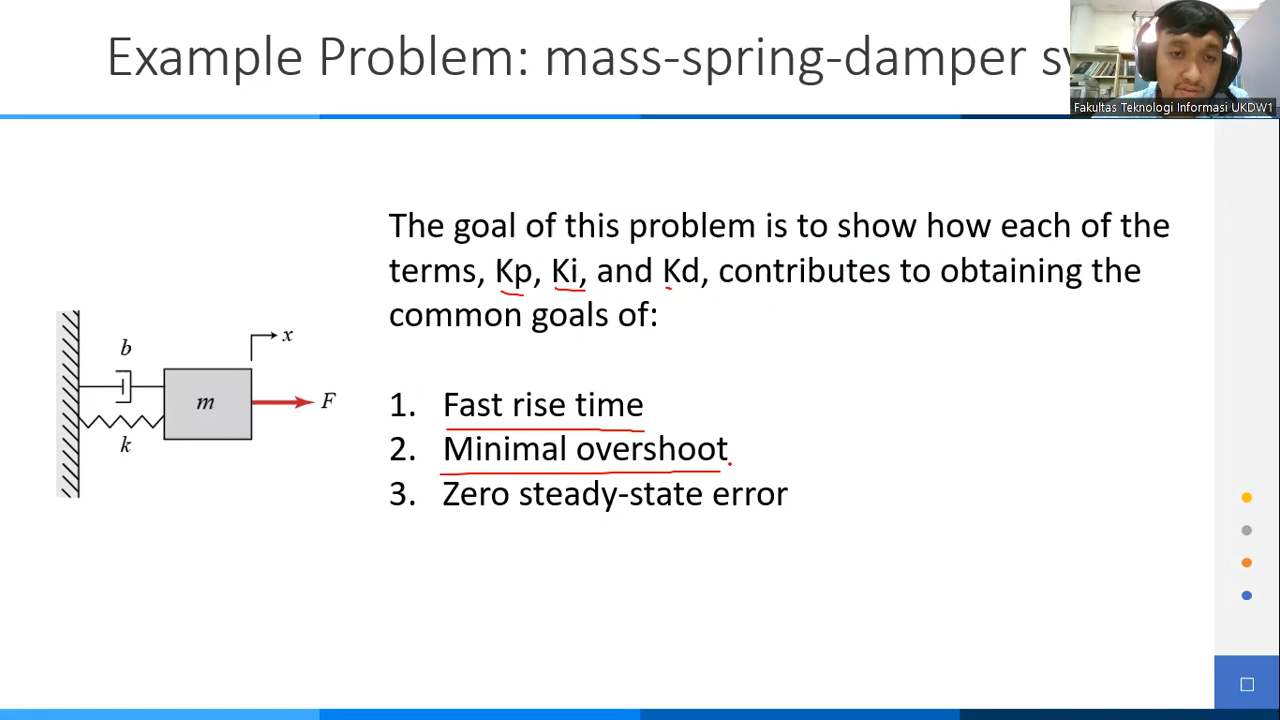 Example Problem: mass-spring-damper
Fakultas Teknologi Informasi UKDW1
The goal of this problem is to show how each of the
terms, Kp, Ki, and Kd, contributes to obtaining the
common goals of:
1. Fast rise time
2. Minimal overshoot
3. Zero steady-state error
x
b
m
F
k